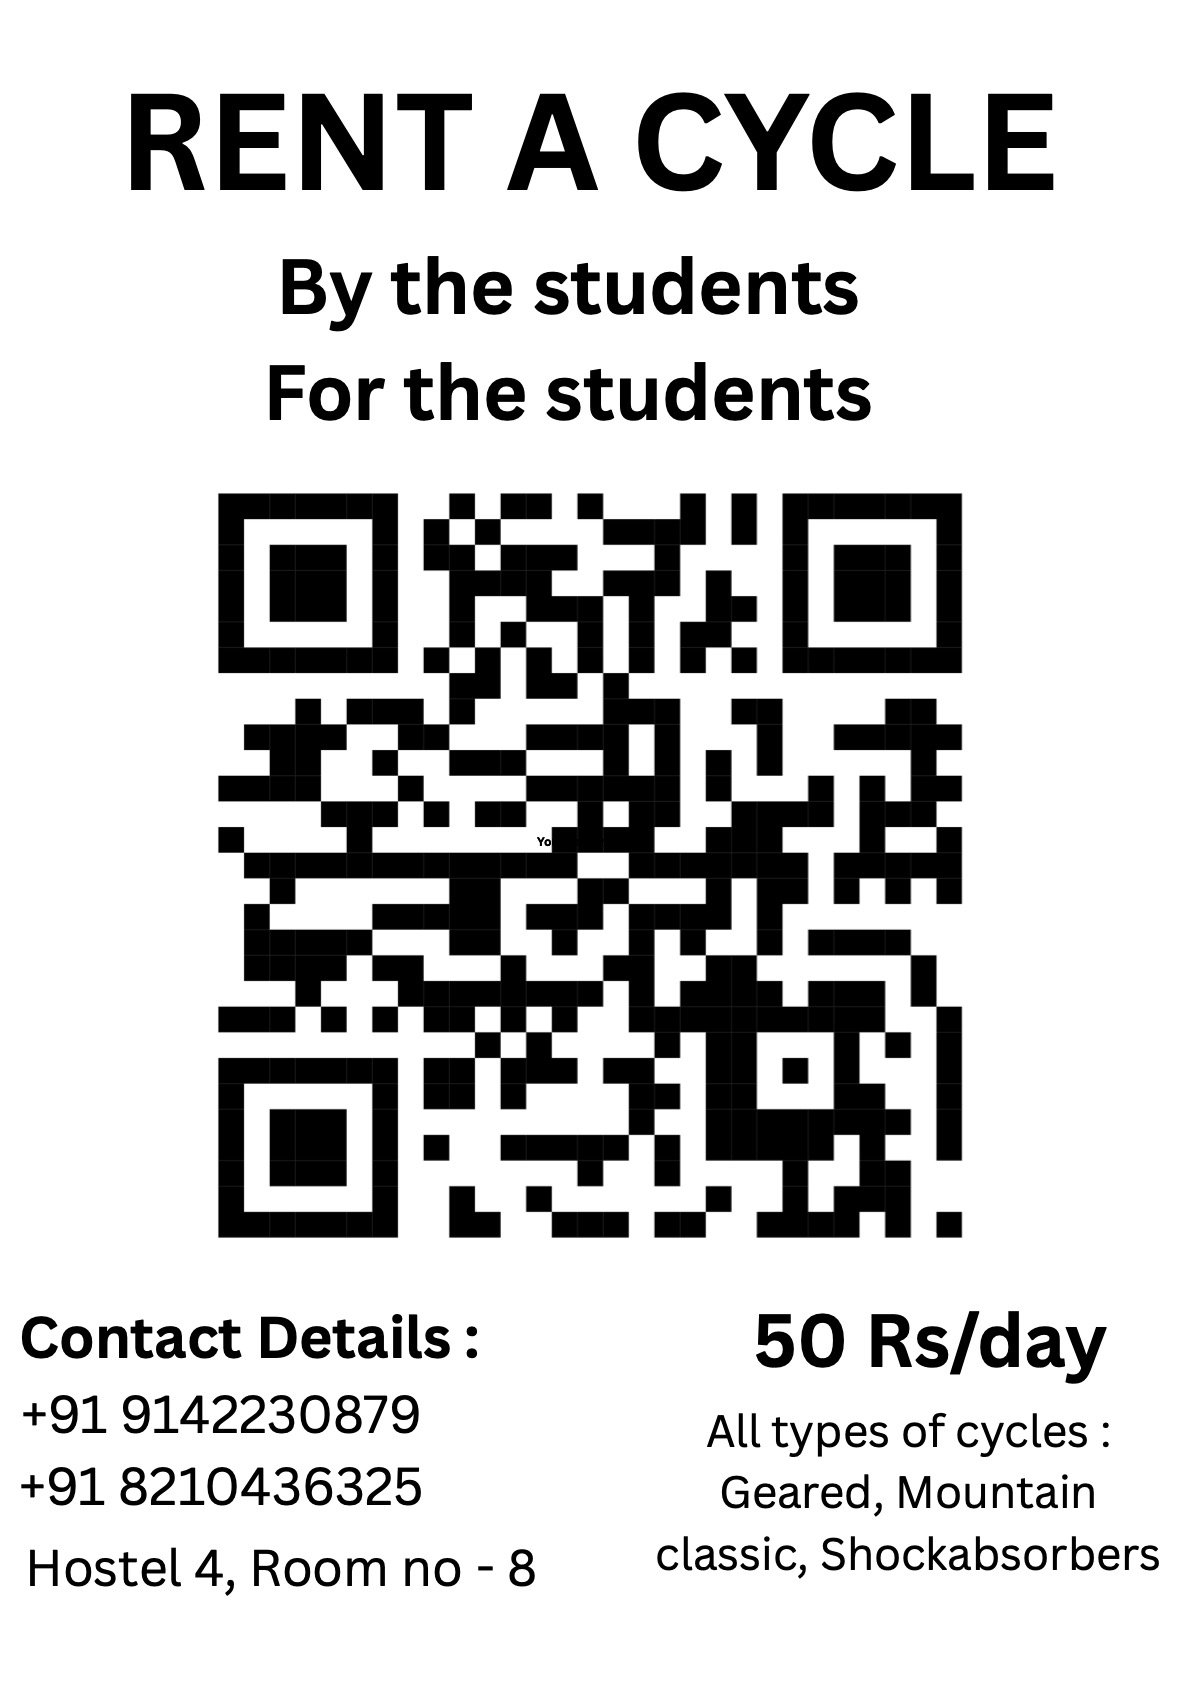 RENT A CYCLE
By the students
For the students
Yo
Contact Details :
+91 9142230879
+91 8210436325
Hostel 4, Room no - 8
50 Rs/day
All types of cycles :
Geared, Mountain
classic, Shockabsorbers